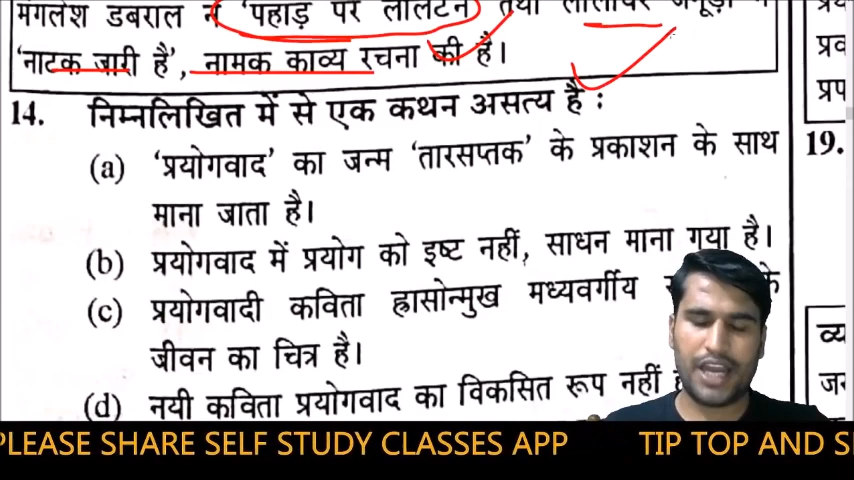 मंगलेश डबराल न 'पहाड़ पर लालटेन' तथा
'नाटक जारी है', नामक काव्य रचना की है।
14. निम्नलिखित में से एक कथन असत्य है :
(a) 'प्रयोगवाद' का जन्म 'तारसप्तक' के प्रकाशन के साथ
माना जाता है।
(b) प्रयोगवाद में प्रयोग को इष्ट नहीं, साधन माना गया है।
(c) प्रयोगवादी कविता ह्रासोन्मुख मध्यवर्गीय के
जीवन का चित्र है।
(d) नयी कविता प्रयोगवाद का विकसित रूप नहीं
19.
PLEASE SHARE SELF STUDY CLASSES APP TIP TOP AND